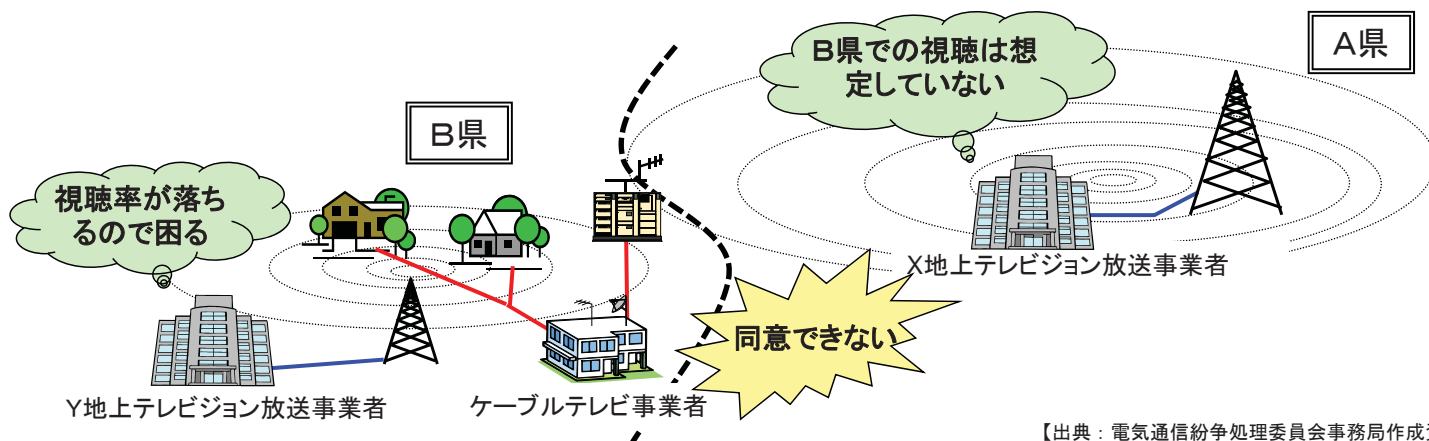 A県
B県での視聴は想
定していない
B県
視聴率が落ち
るので困る
X地上テレビジョン放送事業者
同意できない
Y地上テレビジョン放送事業者
ケーブルテレビ事業者
【出典：電気通信紛争処理委員会事務局作成